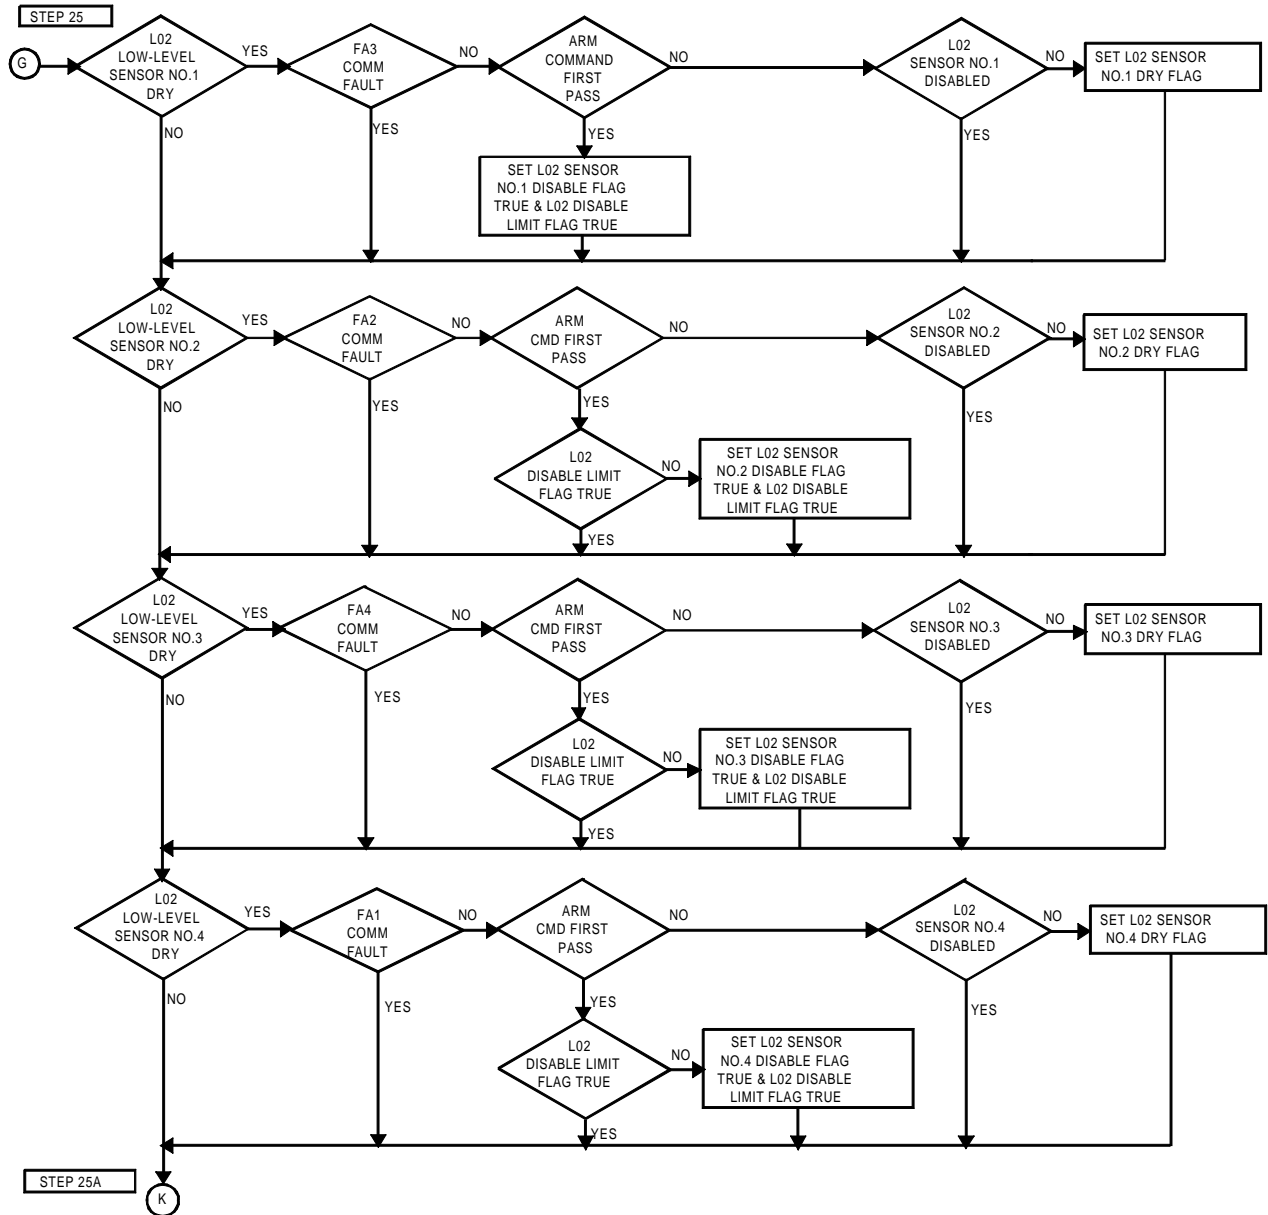 STEP 25
G
L02
LOW-LEVEL
SENSOR NO.1
DRY
YES
NO
FA3
COMM
FAULT
NO
YES
ARM
COMMAND
FIRST
PASS
NO
YES
SET L02 SENSOR
NO.1 DISABLE FLAG
TRUE & L02 DISABLE
LIMIT FLAG TRUE
L02
SENSOR NO.1
DISABLED
NO
YES
SET L02 SENSOR
NO.1 DRY FLAG
L02
LOW-LEVEL
SENSOR NO.2
DRY
YES
NO
FA2
COMM
FAULT
NO
YES
ARM
CMD FIRST
PASS
NO
YES
L02
DISABLE LIMIT
FLAG TRUE
NO
YES
SET L02 SENSOR
NO.2 DISABLE FLAG
TRUE & L02 DISABLE
LIMIT FLAG TRUE
L02
SENSOR NO.2
DISABLED
NO
YES
SET L02 SENSOR
NO.2 DRY FLAG
L02
LOW-LEVEL
SENSOR NO.3
DRY
YES
NO
FA4
COMM
FAULT
NO
YES
ARM
CMD FIRST
PASS
NO
YES
L02
DISABLE LIMIT
FLAG TRUE
NO
YES
SET L02 SENSOR
NO.3 DISABLE FLAG
TRUE & L02 DISABLE
LIMIT FLAG TRUE
L02
SENSOR NO.3
DISABLED
NO
YES
SET L02 SENSOR
NO.3 DRY FLAG
L02
LOW-LEVEL
SENSOR NO.4
DRY
YES
NO
FA1
COMM
FAULT
NO
YES
ARM
CMD FIRST
PASS
NO
YES
L02
DISABLE LIMIT
FLAG TRUE
NO
YES
SET L02 SENSOR
NO.4 DISABLE FLAG
TRUE & L02 DISABLE
LIMIT FLAG TRUE
L02
SENSOR NO.4
DISABLED
NO
YES
SET L02 SENSOR
NO.4 DRY FLAG
STEP 25A
K